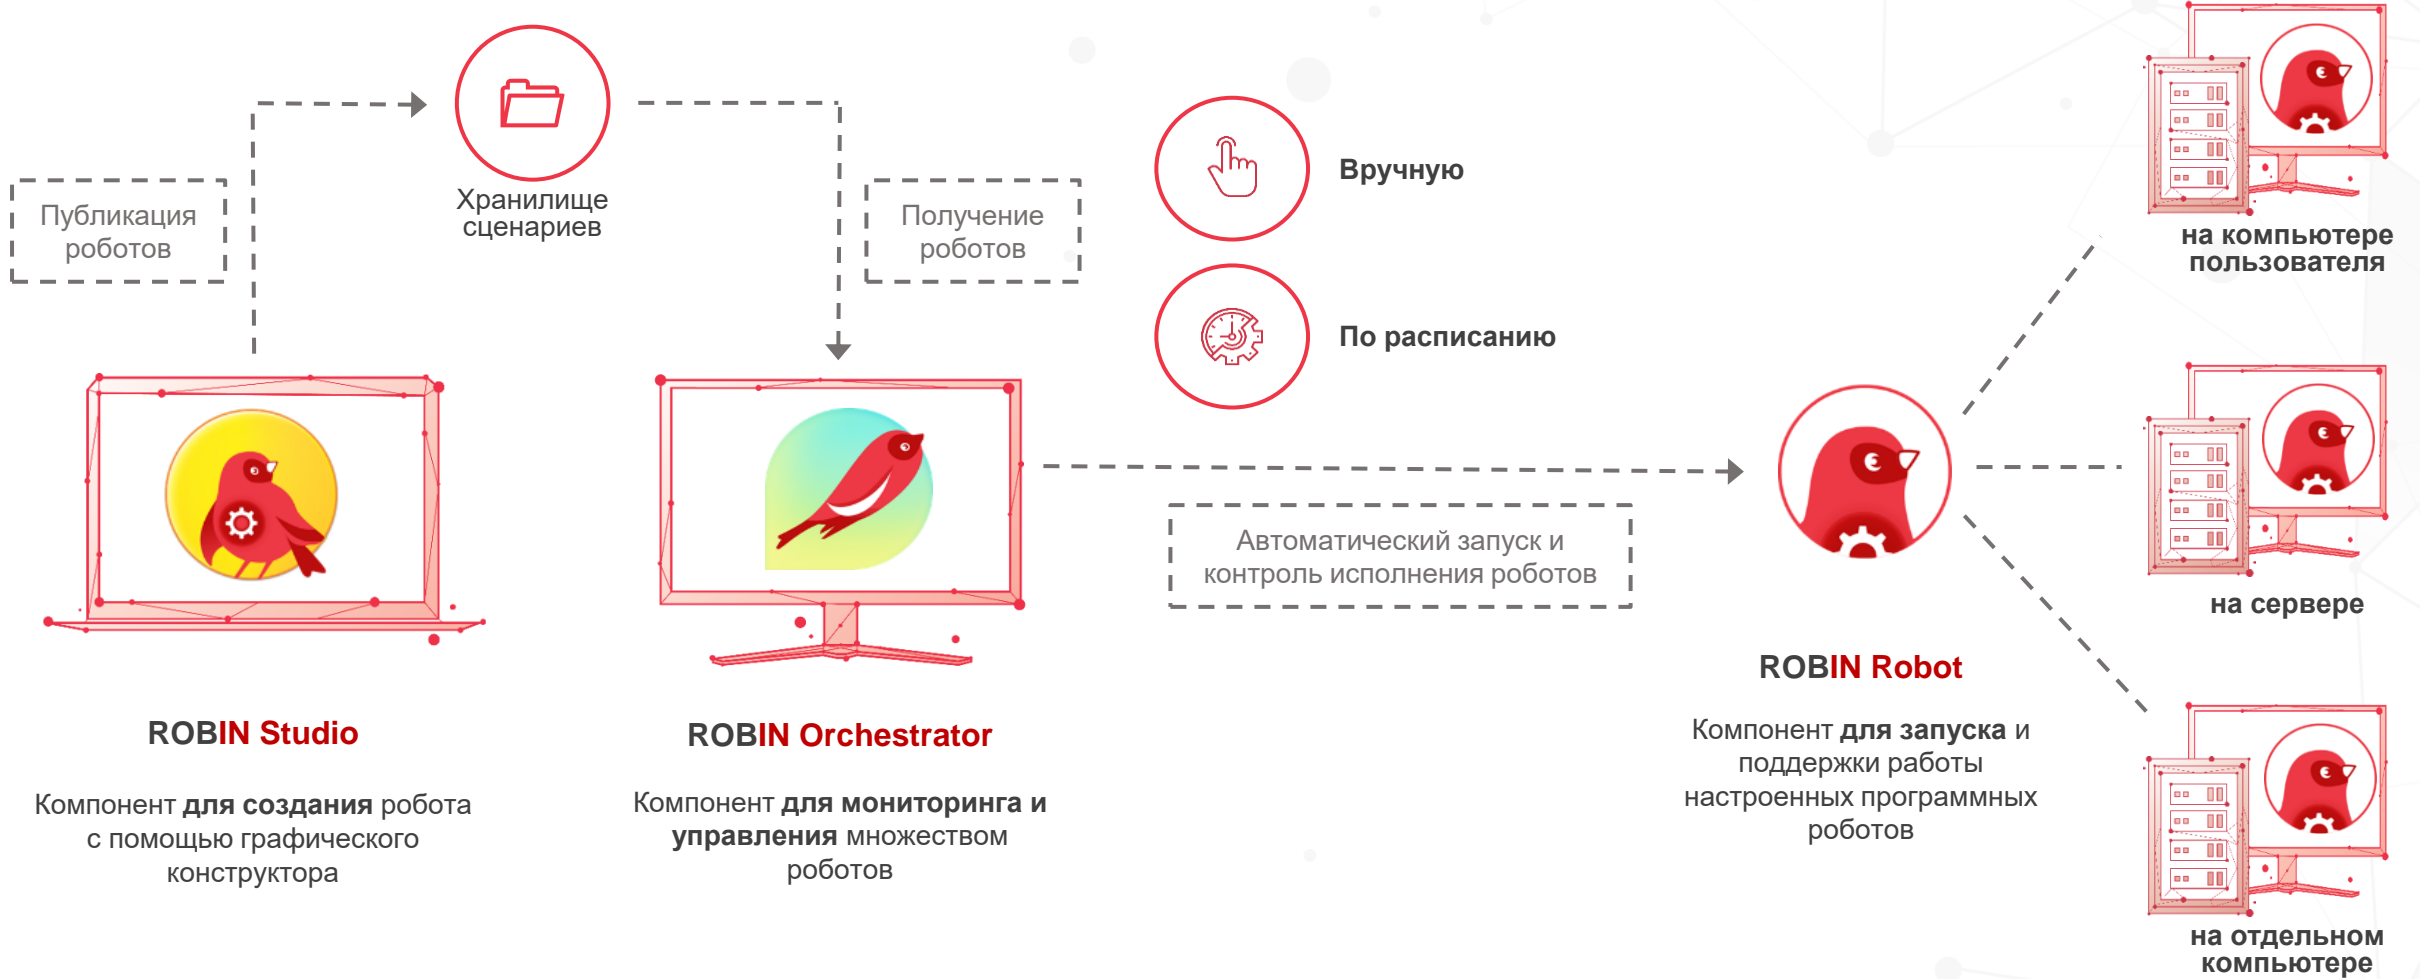 Публикация
роботов
Хранилище
сценариев
Получение
роботов
Вручную
По расписанию
Автоматический запуск и
контроль исполнения роботов
на компьютере
пользователя
на сервере
на отдельном
компьютере
ROBIN Studio
Компонент для создания робота
с помощью графического
конструктора
ROBIN Orchestrator
Компонент для мониторинга и
управления множеством
роботов
ROBIN Robot
Компонент для запуска и
поддержки работы
настроенных программных
роботов